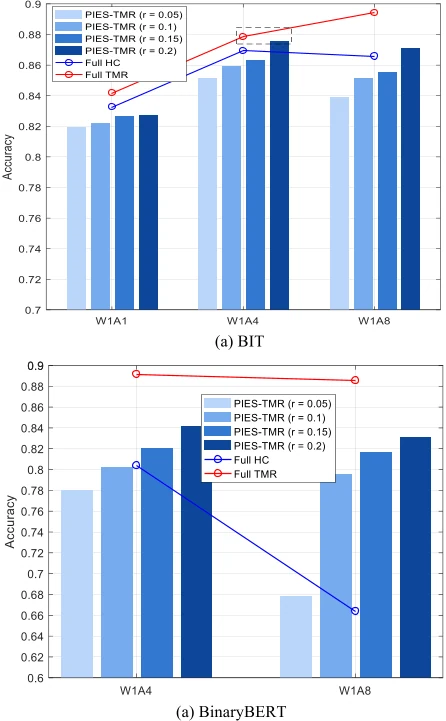 0.9
0.88
0.86
0.84
0.82
0.8
0.78
0.76
0.74
0.72
0.7
Accuracy
PIES-TMR (r = 0.05)
PIES-TMR (r = 0.1)
PIES-TMR (r = 0.15)
PIES-TMR (r = 0.2)
Full HC
Full TMR
W1A1 W1A4 W1A8
(a) BIT
0.9
0.88
0.86
0.84
0.82
0.8
0.78
0.76
0.74
0.72
0.7
0.68
0.66
0.64
0.62
0.6
Accuracy
PIES-TMR (r = 0.05)
PIES-TMR (r = 0.1)
PIES-TMR (r = 0.15)
PIES-TMR (r = 0.2)
Full HC
Full TMR
W1A4 W1A8
(a) BinaryBERT